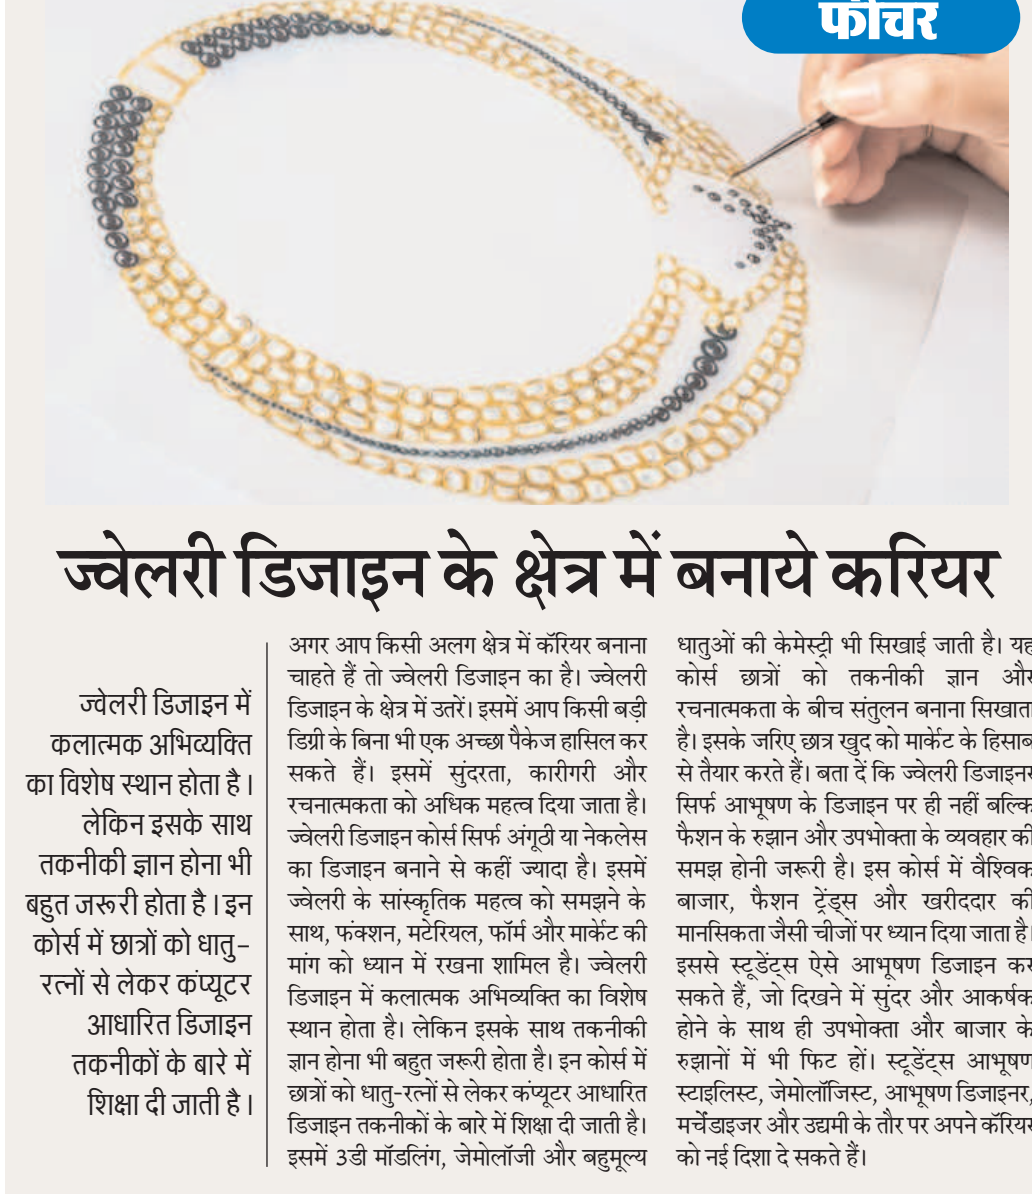 फीचर
ज्वेलरी डिजाइन के क्षेत्र में बनाये करियर
ज्वेलरी डिजाइन में
कलात्मक अभिव्यक्ति
का विशेष स्थान होता है।
लेकिन इसके साथ
तकनीकी ज्ञान होना भी
बहुत जरूरी होता है। इन
कोर्स में छात्रों को धातु-
रत्नों से लेकर कंप्यूटर
आधारित डिजाइन
तकनीकों के बारे में
शिक्षा दी जाती है।
अगर आप किसी अलग क्षेत्र में कॅरियर बनाना
चाहते हैं तो ज्वेलरी डिजाइन का है। ज्वेलरी
डिजाइन के क्षेत्र में उतरें। इसमें आप किसी बड़ी
डिग्री के बिना भी एक अच्छा पैकेज हासिल कर
सकते हैं। इसमें सुंदरता, कारीगरी और
रचनात्मकता को अधिक महत्व दिया जाता है।
ज्वेलरी डिजाइन कोर्स सिर्फ अंगूठी या नेकलेस
का डिजाइन बनाने से कहीं ज्यादा है। इसमें
ज्वेलरी के सांस्कृतिक महत्व को समझने के
साथ, फंक्शन, मटेरियल, फॉर्म और मार्केट की
मांग को ध्यान में रखना शामिल है। ज्वेलरी
डिजाइन में कलात्मक अभिव्यक्ति का विशेष
स्थान होता है। लेकिन इसके साथ तकनीकी
ज्ञान होना भी बहुत जरूरी होता है। इन कोर्स में
छात्रों को धातु-रत्नों से लेकर कंप्यूटर आधारित
डिजाइन तकनीकों के बारे में शिक्षा दी जाती है।
इसमें 3डी मॉडलिंग, जेमोलॉजी और बहुमूल्य
धातुओं की केमेस्ट्री भी सिखाई जाती है। यह
कोर्स छात्रों को तकनीकी ज्ञान और
रचनात्मकता के बीच संतुलन बनाना सिखाता
है। इसके जरिए छात्र खुद को मार्केट के हिसाब
से तैयार करते हैं। बता दें कि ज्वेलरी डिजाइनर
सिर्फ आभूषण के डिजाइन पर ही नहीं बल्कि
फैशन के रुझान और उपभोक्ता के व्यवहार की
समझ होनी जरूरी है। इस कोर्स में वैश्विक
बाजार, फैशन ट्रेंड्स और खरीददार की
मानसिकता जैसी चीजों पर ध्यान दिया जाता है।
इससे स्टूडेंट्स ऐसे आभूषण डिजाइन कर
सकते हैं, जो दिखने में सुंदर और आकर्षक
होने के साथ ही उपभोक्ता और बाजार के
रुझानों में भी फिट हों। स्टूडेंट्स आभूषण
स्टाइलिस्ट, जेमोलॉजिस्ट, आभूषण डिजाइनर,
मर्चेंडाइजर और उद्यमी के तौर पर अपने कॅरियर
को नई दिशा दे सकते हैं।